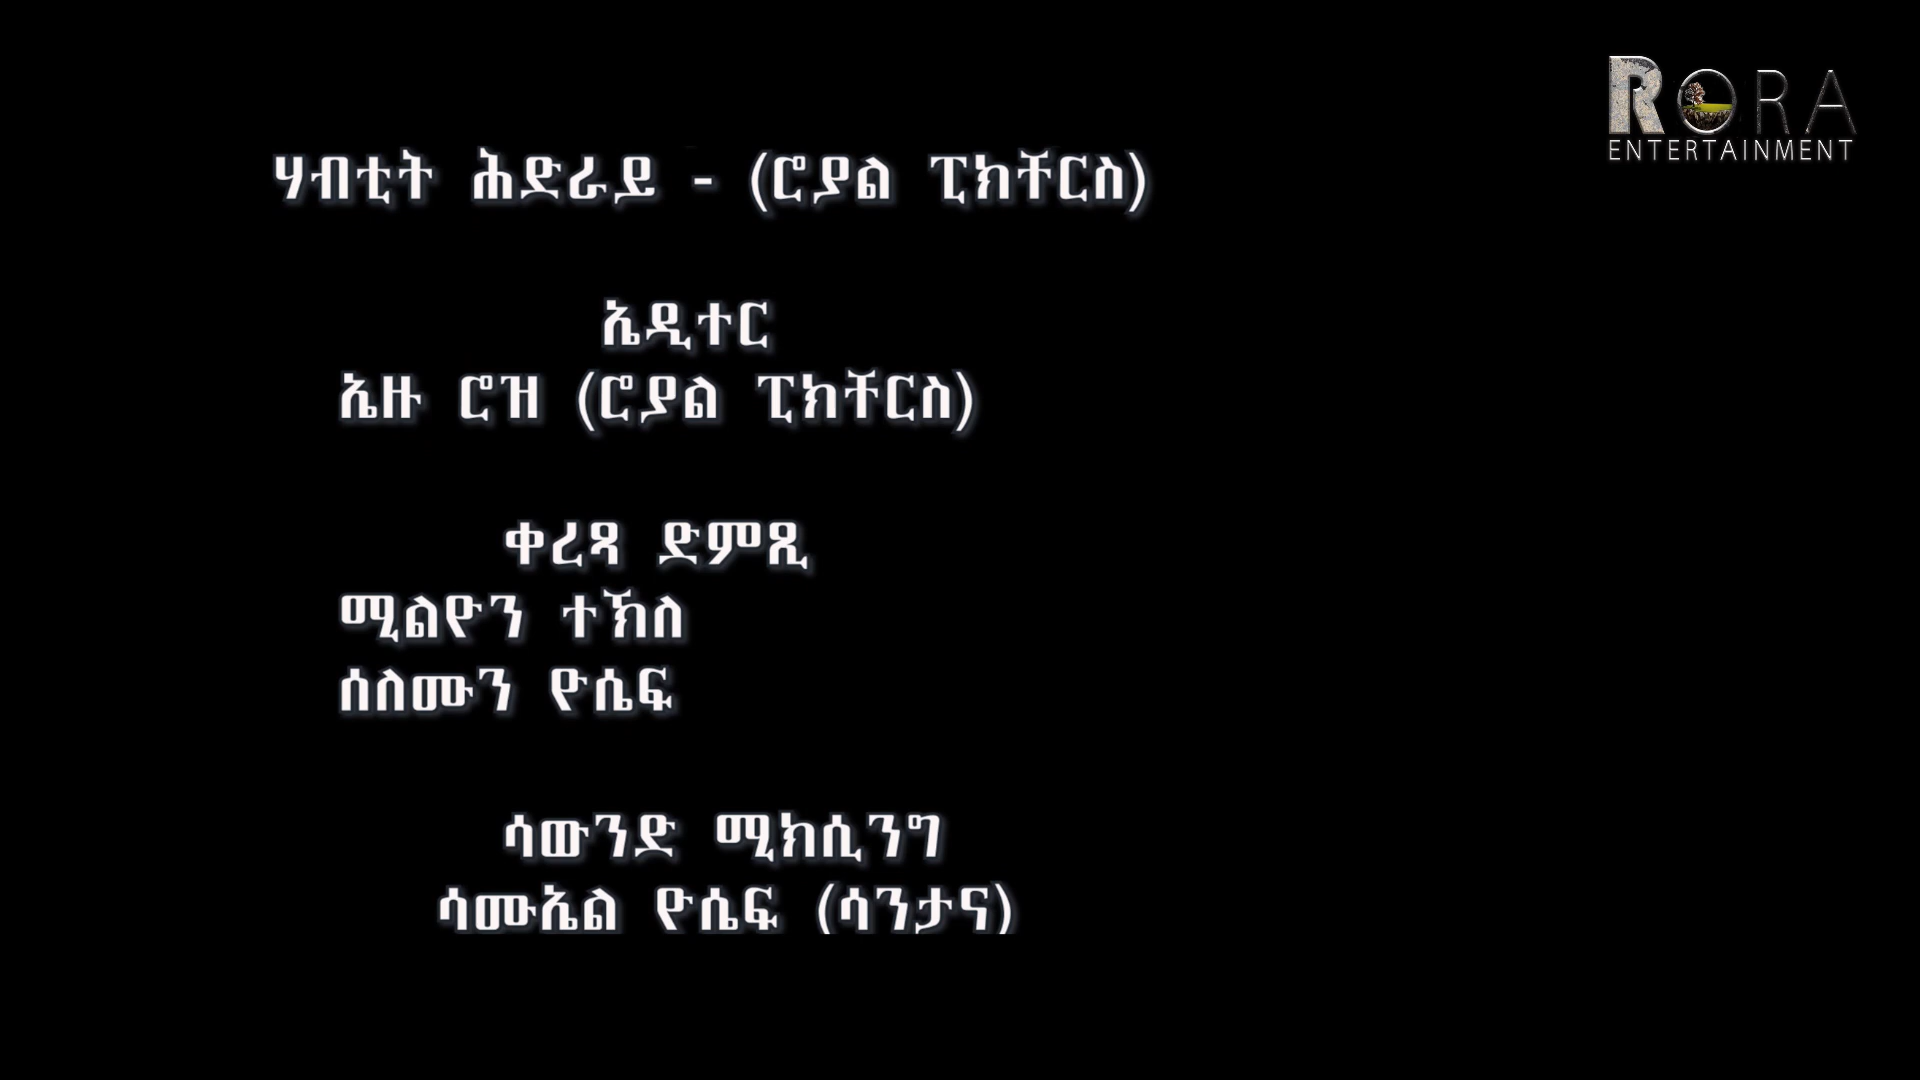 RORA
ENTERTAINMENT
ሃብቲት ሕድራይ - (ሮያል ፒክቸርስ)
ኤዲተር
ኤዙ ሮዝ (ሮያል ፒክቸርስ)
ቀረጻ ድምጺ
ሚልዮን ተኽለ
ሰለሙን ዮሴፍ
ሳውንድ ሚክሲንግ
ሳሙኤል ዮሴፍ (ሳንታና)